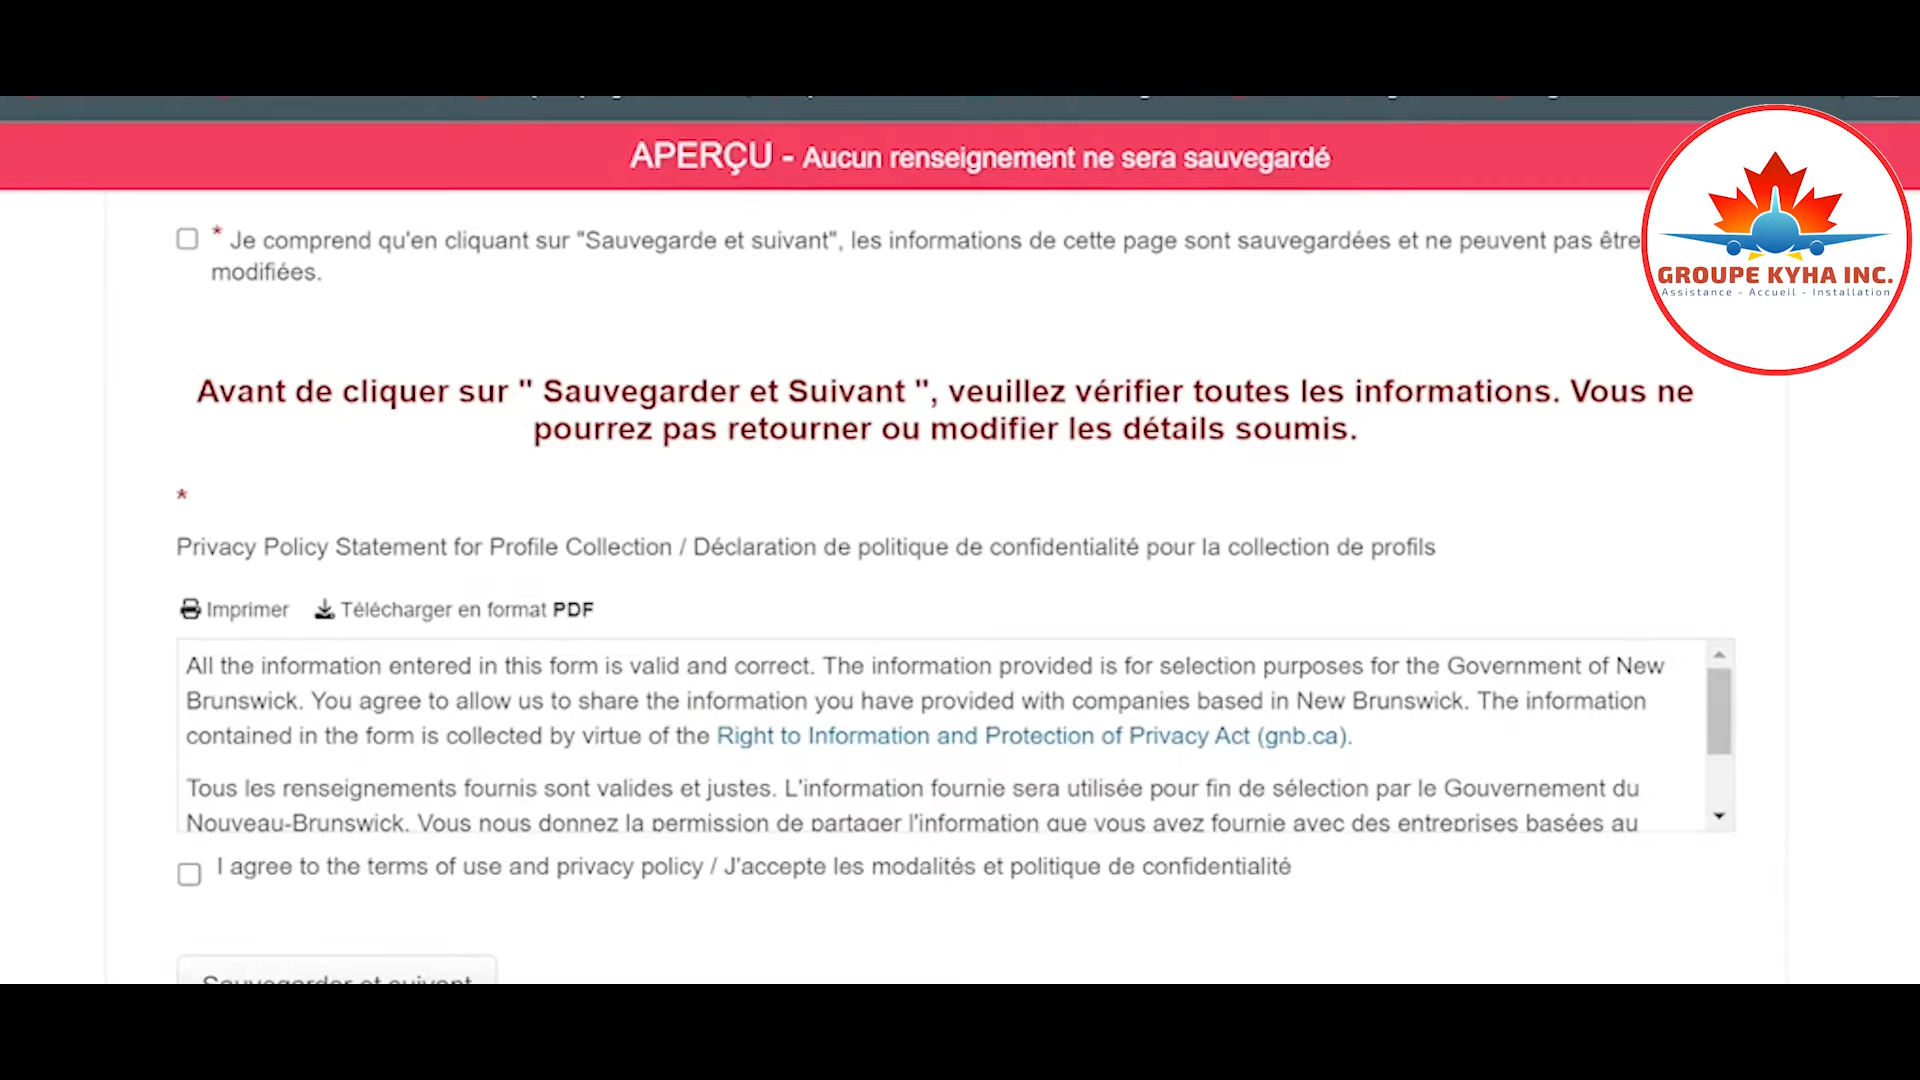 APERÇU - Aucun renseignement ne sera sauvegardé
* Je comprend qu'en cliquant sur "Sauvegarde et suivant", les informations de cette page sont sauvegardées et ne peuvent pas être
modifiées.
GROUPE KYHA INC.
Assistance - Accueil - Installation
Avant de cliquer sur " Sauvegarder et Suivant ", veuillez vérifier toutes les informations. Vous ne
pourrez pas retourner ou modifier les détails soumis.
*
Privacy Policy Statement for Profile Collection / Déclaration de politique de confidentialité pour la collection de profils
Imprimer Télécharger en format PDF
All the information entered in this form is valid and correct. The information provided is for selection purposes for the Government of New
Brunswick. You agree to allow us to share the information you have provided with companies based in New Brunswick. The information
contained in the form is collected by virtue of the Right to Information and Protection of Privacy Act (gnb.ca).
Tous les renseignements fournis sont valides et justes. L'information fournie sera utilisée pour fin de sélection par le Gouvernement du
Nouveau-Brunswick. Vous nous donnez la permission de partager l'information que vous avez fournie avec des entreprises basées au
I agree to the terms of use and privacy policy / J'accepte les modalités et politique de confidentialité
Sauvegarder et suivant